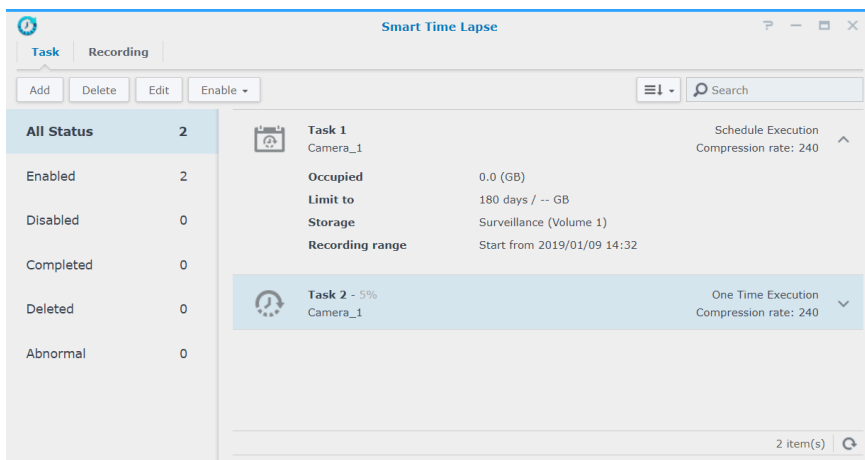 Smart Time Lapse
Task Recording
Add Delete Edit Enable Search
All Status 2
Enabled 2
Disabled 0
Completed 0
Deleted 0
Abnormal 0
Task 1 Schedule Execution
Camera_1 Compression rate: 240
Occupied 0.0 (GB)
Limit to 180 days / -- GB
Storage Surveillance (Volume 1)
Recording range Start from 2019/01/09 14:32
Task 2 - 5% One Time Execution
Camera_1 Compression rate: 240
2 item(s)